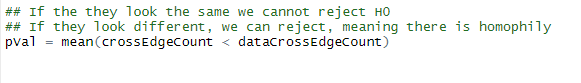 ## If the they look the same we cannot reject H0
## If they look different, we can reject, meaning there is homophily
pval = mean(crossEdgeCount < dataCrossEdgeCount)